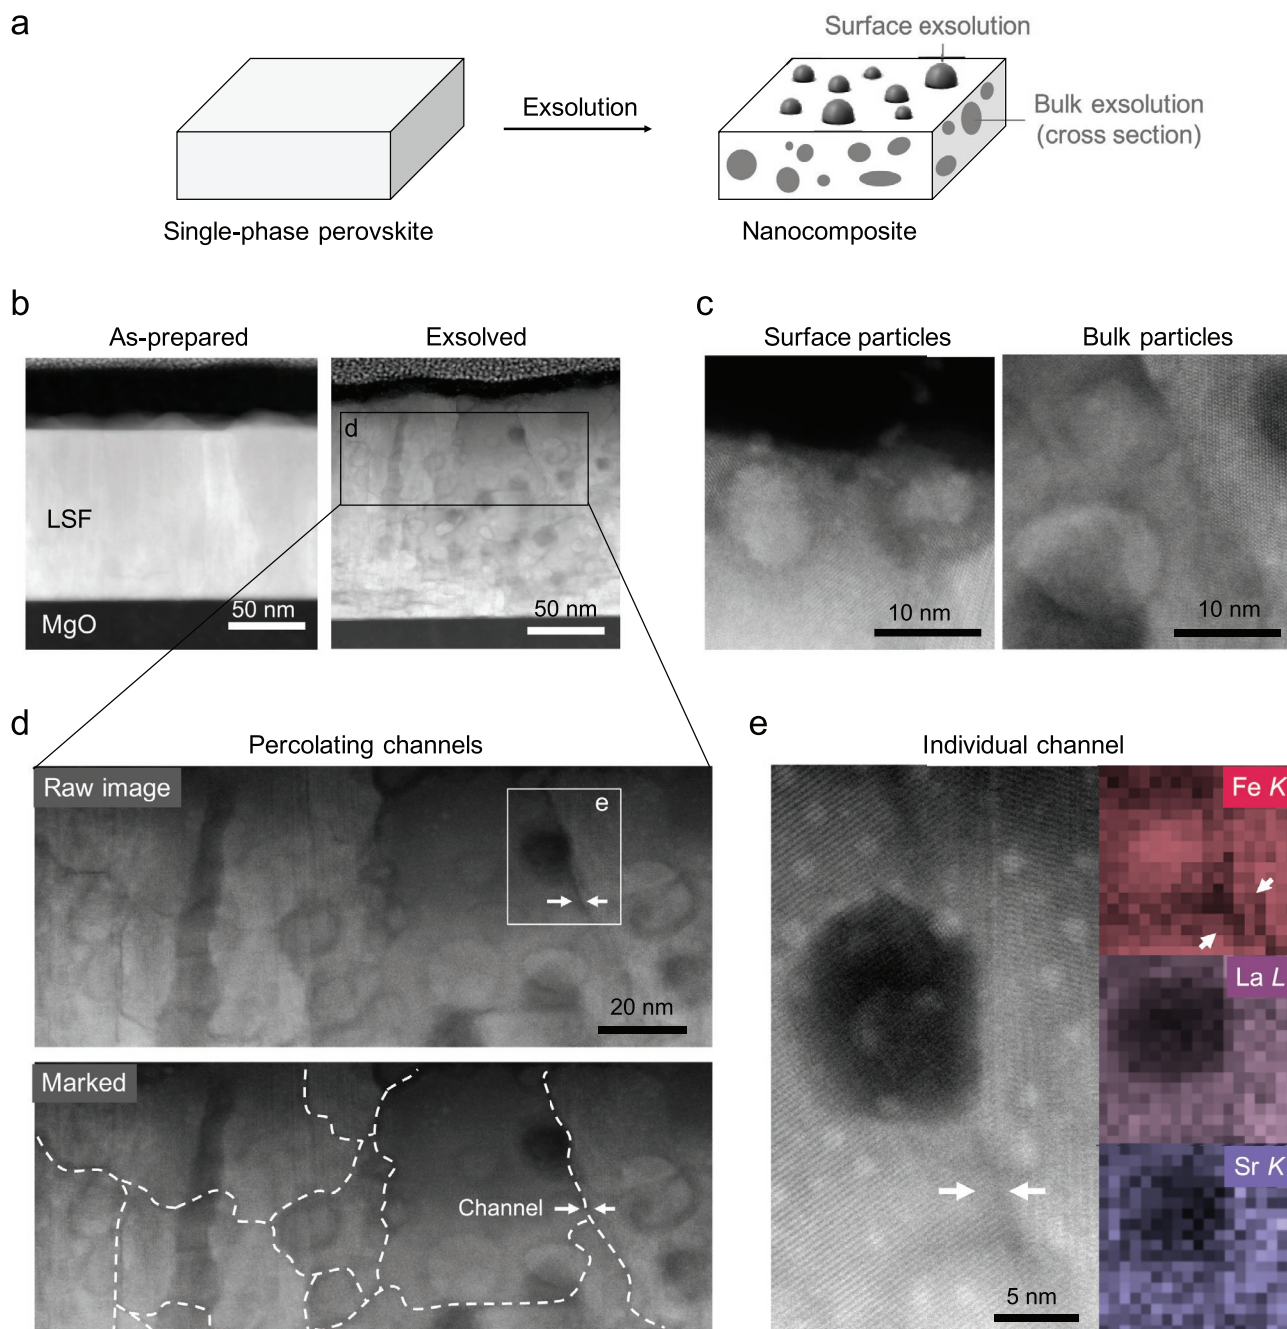 a
Surface exsolution
Exsolution
Bulk exsolution
(cross section)
Single-phase perovskite
Nanocomposite
b
As-prepared
Exsolved
d
LSF
MgO
50 nm
50 nm
c
Surface particles
Bulk particles
10 nm
10 nm
d
Percolating channels
Raw image
e
20 nm
Marked
Channel
e
Individual channel
Fe K
La L
Sr K
5 nm